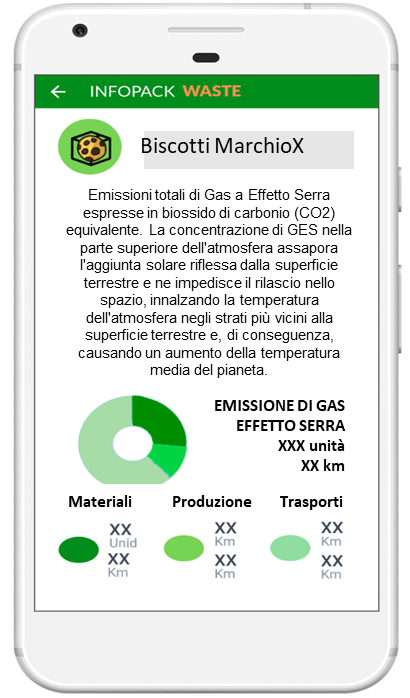 INFOPACK WASTE
Biscotti MarchioX
Emissioni totali di Gas a Effetto Serra
espresse in biossido di carbonio (CO2)
equivalente. La concentrazione di GES nella
parte superiore dell'atmosfera assapora
l'aggiunta solare riflessa dalla superficie
terrestre e ne impedisce il rilascio nello
spazio, innalzando la temperatura
dell'atmosfera negli strati più vicini alla
superficie terrestre e, di conseguenza,
causando un aumento della temperatura
media del pianeta.
EMISSIONE DI GAS
EFFETTO SERRA
XXX unità
XX km
Materiali Produzione Trasporti
XX XX XX
Unid Km Km
XX XX XX
Km Km Km